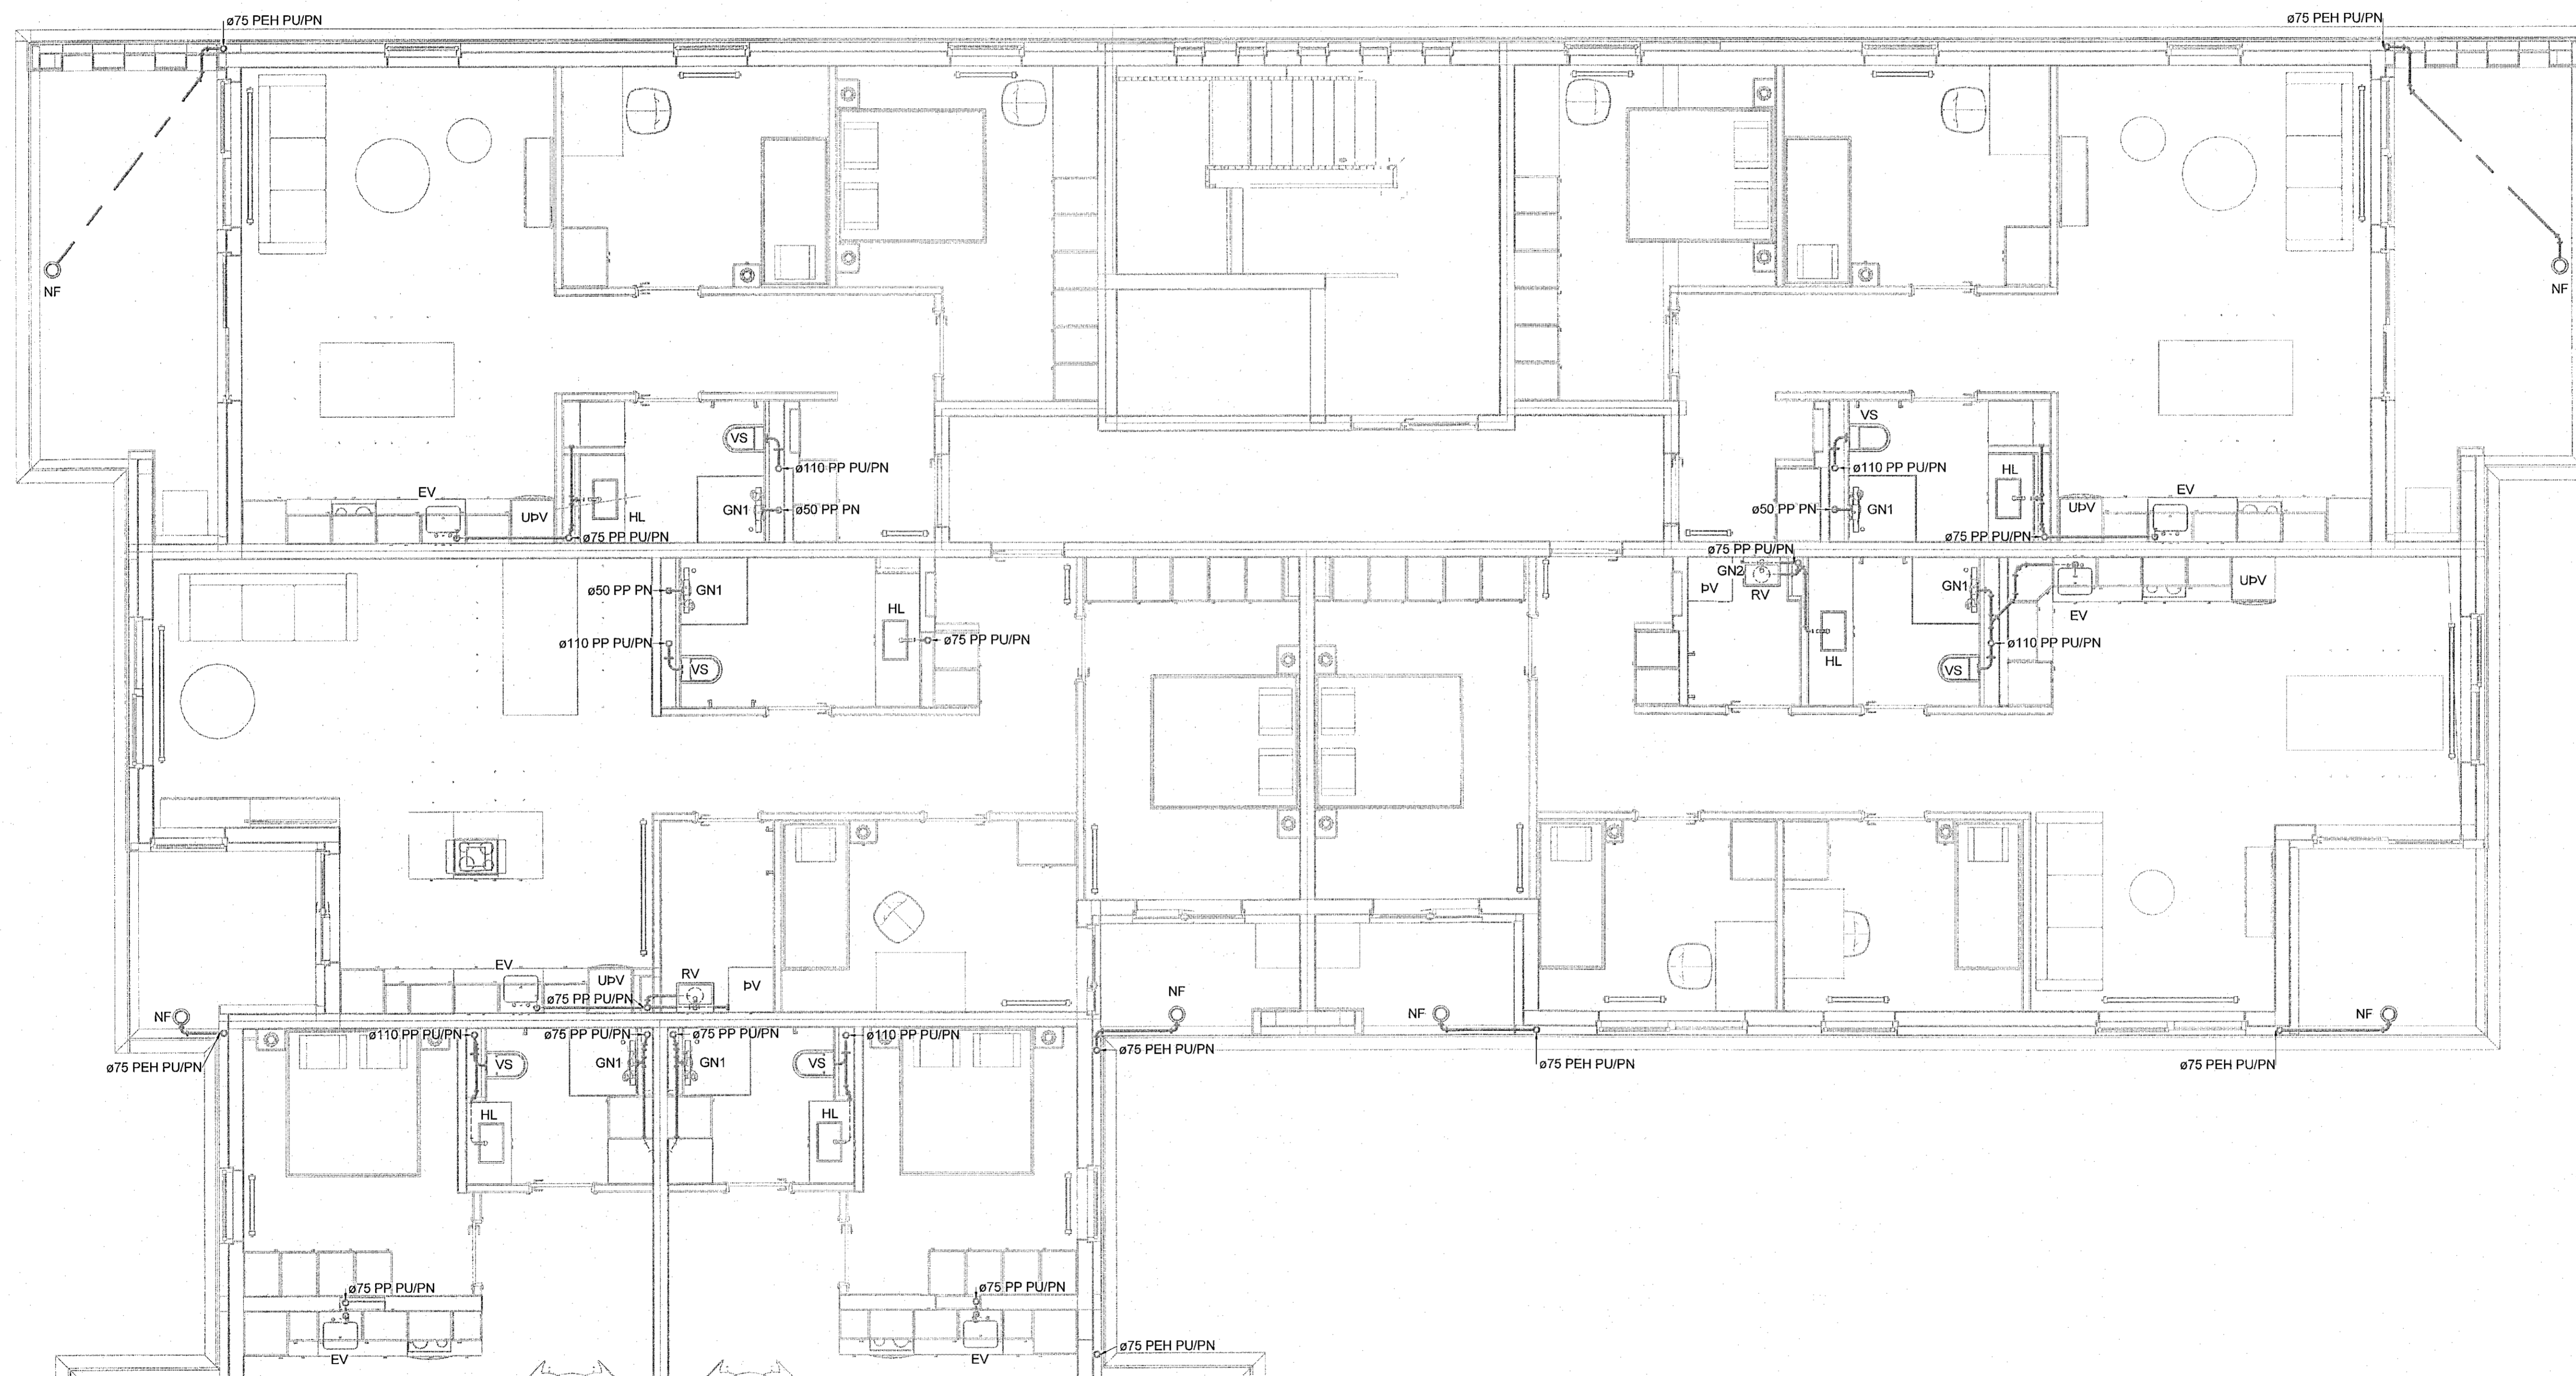 ø75 PEH PU/PN
ø75 PEH PU/PN
NF
NF
VS
VS
ø110 PP PU/PN
ø110 PP PU/PN
HL
EV
EV
UÞV
HL
GN1
ø50 PP PN
ø50 PP PN
GN1
UÞV
ø75 PP PU/PN
ø75 PP PU/PN
ø75 PP PU/PN
GN2
ø50 PP PN
GN1
ÞV
RV
GN1
UÞV
HL
EV
ø110 PP PU/PN
ø75 PP PU/PN
ø110 PP PU/PN
VS
HL
VS
EV
UÞV
RV
ÞV
ø75 PP PU/PN
NF
NF
NF
NF
ø110 PP PU/PN
ø75 PP PU/PN
ø75 PP PU/PN
ø110 PP PU/PN
ø75 PEH PU/PN
ø75 PEH PU/PN
ø75 PEH PU/PN
ø75 PEH PU/PN
VS
GN1
GN1
VS
HL
HL
ø75 PP PU/PN
ø75 PP PU/PN
EV
EV
ø75 PEH PU/PN